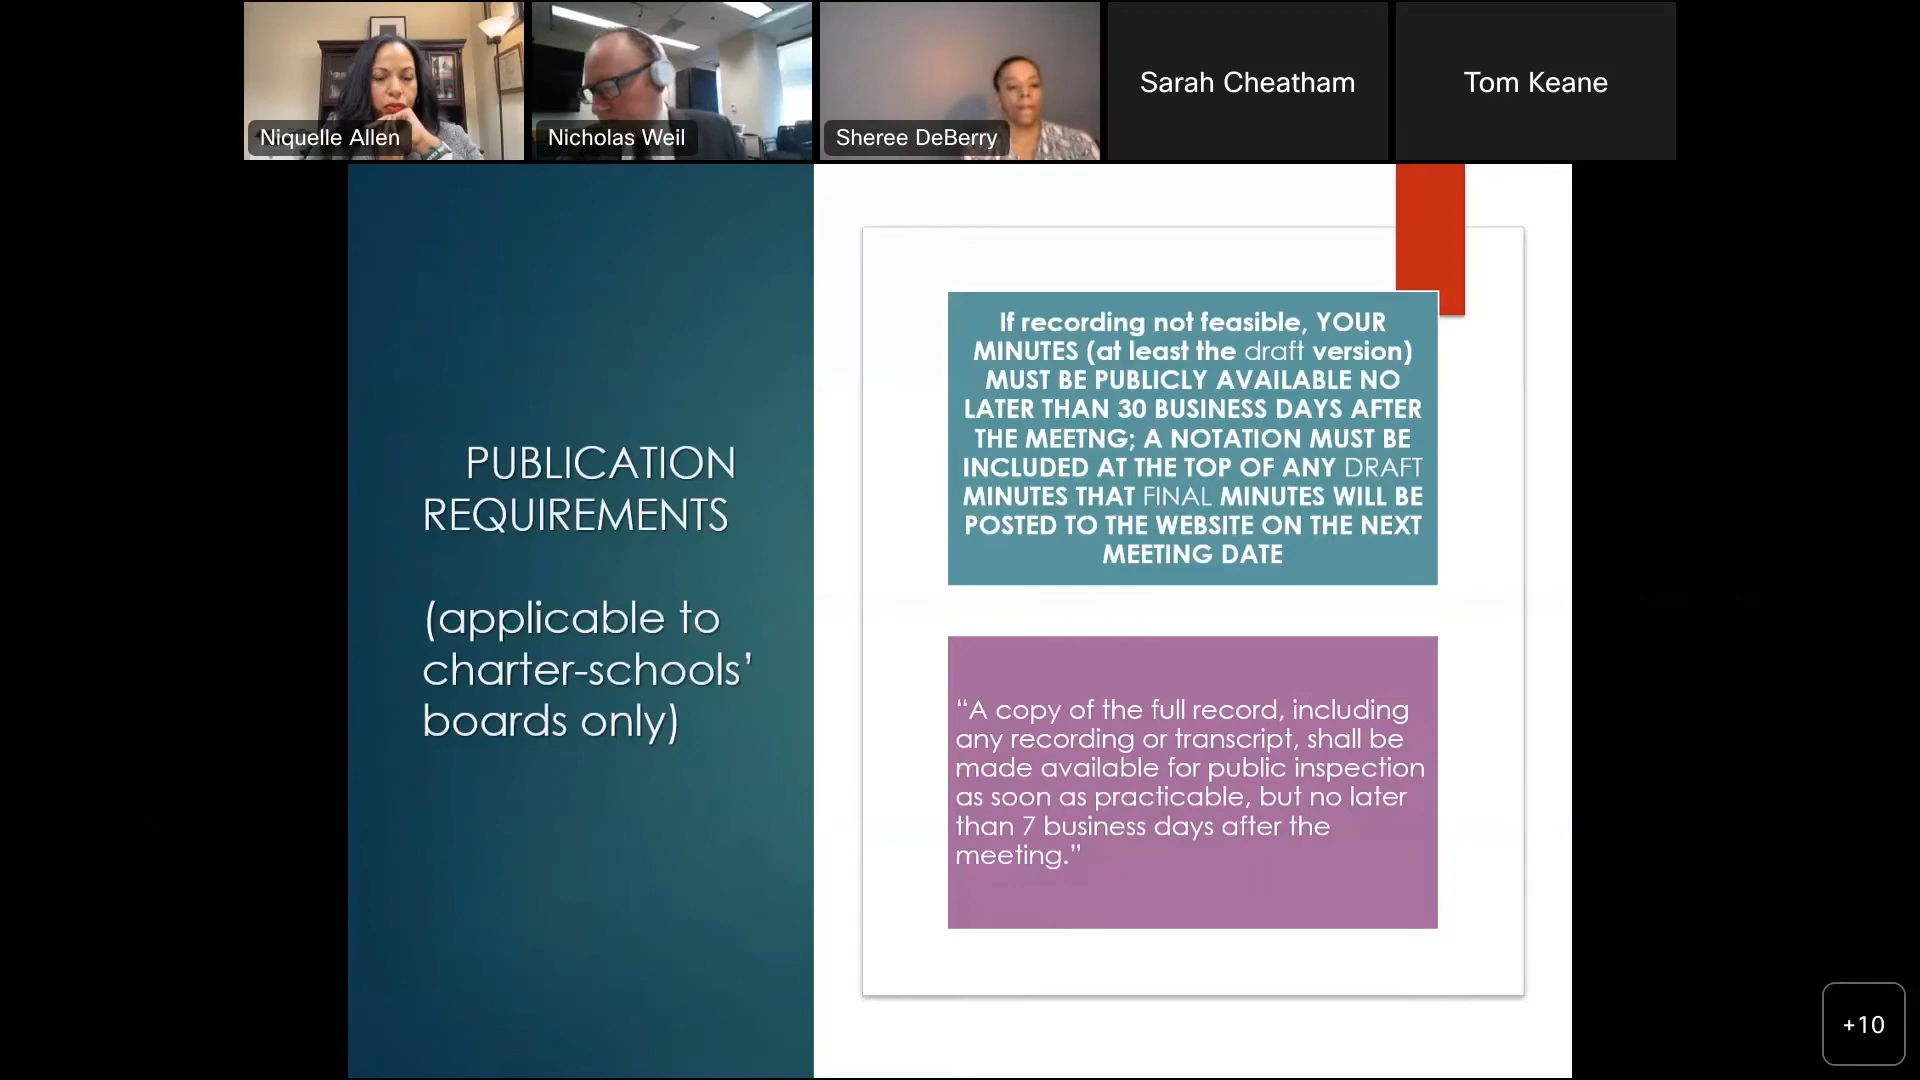 Niquelle Allen
Nicholas Weil
Sheree DeBerry
Sarah Cheatham
Tom Keane
PUBLICATION
REQUIREMENTS
(applicable to
charter-schools’
boards only)
If recording not feasible, YOUR
MINUTES (at least the draft version)
MUST BE PUBLICLY AVAILABLE NO
LATER THAN 30 BUSINESS DAYS AFTER
THE MEETNG; A NOTATION MUST BE
INCLUDED AT THE TOP OF ANY DRAFT
MINUTES THAT FINAL MINUTES WILL BE
POSTED TO THE WEBSITE ON THE NEXT
MEETING DATE
“A copy of the full record, including
any recording or transcript, shall be
made available for public inspection
as soon as practicable, but no later
than 7 business days after the
meeting.”
+10